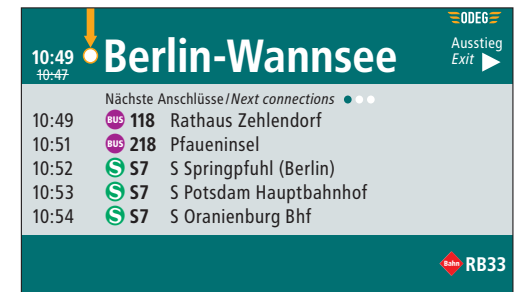 ODEG
Ausstieg
Exit
10:49 Berlin-Wannsee
10:47
Nächste Anschlüsse/Next connections
10:49 BUS 118 Rathaus Zehlendorf
10:51 BUS 218 Pfaueninsel
10:52 S S7 S Springpfuhl (Berlin)
10:53 S S7 S Potsdam Hauptbahnhof
10:54 S S7 S Oranienburg Bhf
Bahn RB33